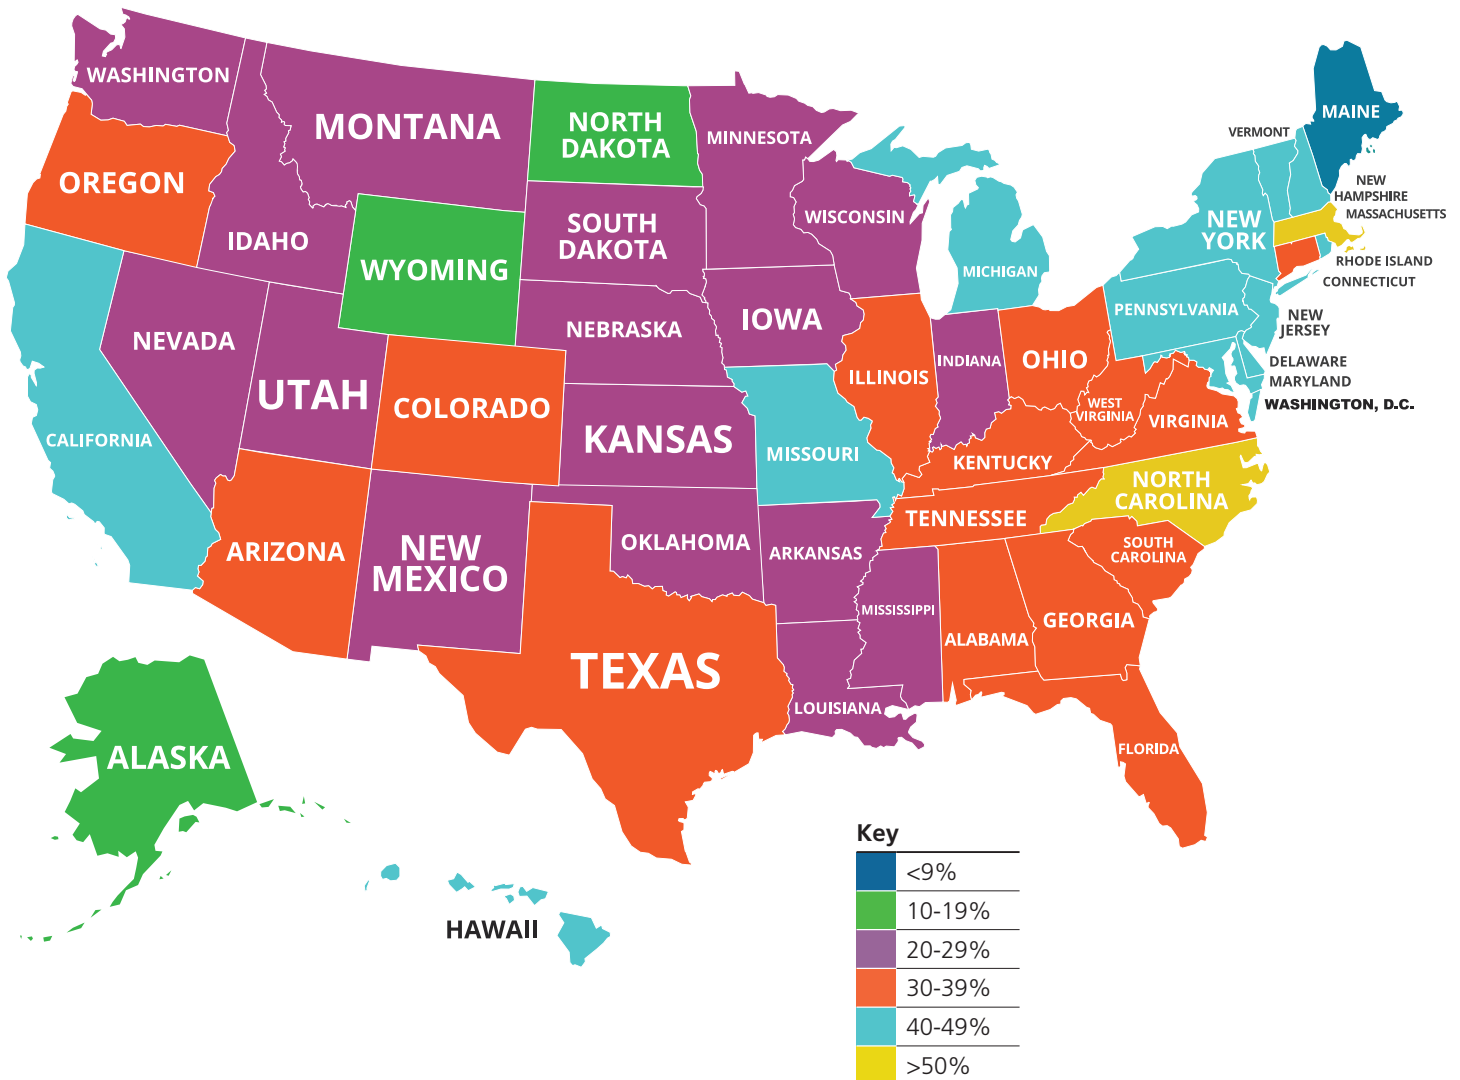 WASHINGTON
MONTANA
NORTH
DAKOTA
MINNESOTA
MAINE
VERMONT
OREGON
IDAHO
WYOMING
SOUTH
DAKOTA
WISCONSIN
MICHIGAN
NEW
YORK
NEW
HAMPSHIRE
MASSACHUSETTS
RHODE ISLAND
CONNECTICUT
NEVADA
UTAH
COLORADO
NEBRASKA
IOWA
ILLINOIS
INDIANA
OHIO
PENNSYLVANIA
NEW
JERSEY
DELAWARE
MARYLAND
WASHINGTON, D.C.
CALIFORNIA
KANSAS
MISSOURI
KENTUCKY
WEST
VIRGINIA
VIRGINIA
ARIZONA
NEW
MEXICO
OKLAHOMA
ARKANSAS
TENNESSEE
NORTH
CAROLINA
SOUTH
CAROLINA
TEXAS
LOUISIANA
MISSISSIPPI
ALABAMA
GEORGIA
FLORIDA
ALASKA
HAWAII
Key
<9%
10-19%
20-29%
30-39%
40-49%
>50%